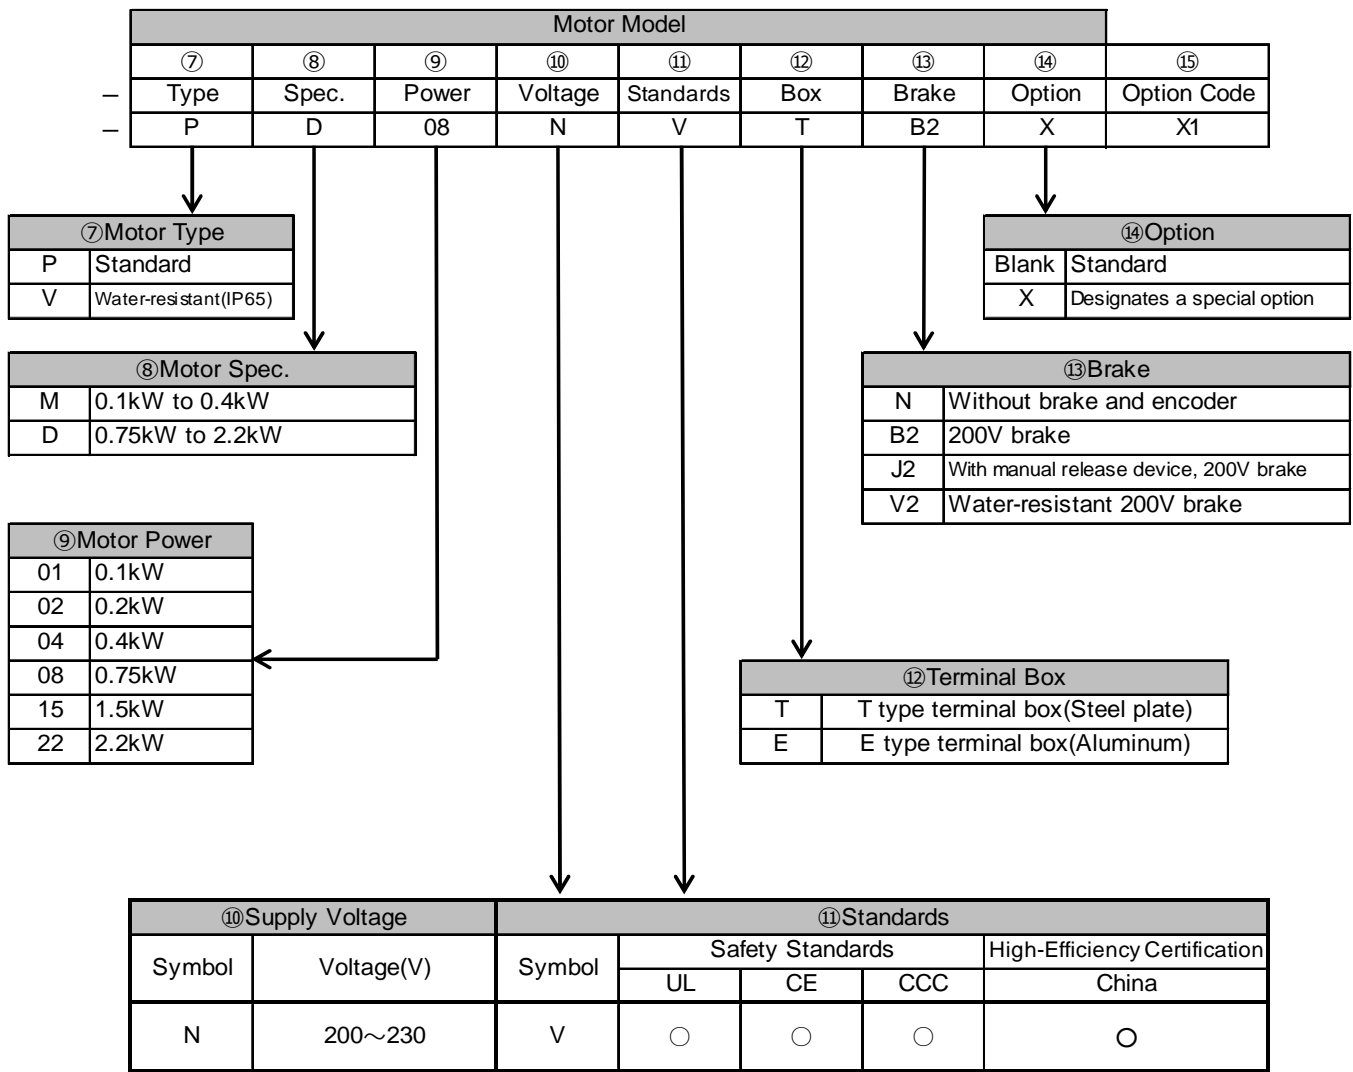 Motor Model
⑦ ⑧ ⑨ ⑩ ⑪ ⑫ ⑬ ⑭ ⑮
– Type Spec. Power Voltage Standards Box Brake Option Option Code
– P D 08 N V T B2 X X1
⑦Motor Type
P Standard
V Water-resistant(IP65)
⑭Option
Blank Standard
X Designates a special option
⑧Motor Spec.
M 0.1kW to 0.4kW
D 0.75kW to 2.2kW
⑬Brake
N Without brake and encoder
B2 200V brake
J2 With manual release device, 200V brake
V2 Water-resistant 200V brake
⑨Motor Power
01 0.1kW
02 0.2kW
04 0.4kW
08 0.75kW
15 1.5kW
22 2.2kW
⑫Terminal Box
T T type terminal box(Steel plate)
E E type terminal box(Aluminum)
⑩Supply Voltage ⑪Standards
Symbol Voltage(V) Symbol Safety Standards High-Efficiency Certification
UL CE CCC China
N 200～230 V ○ ○ ○ ○